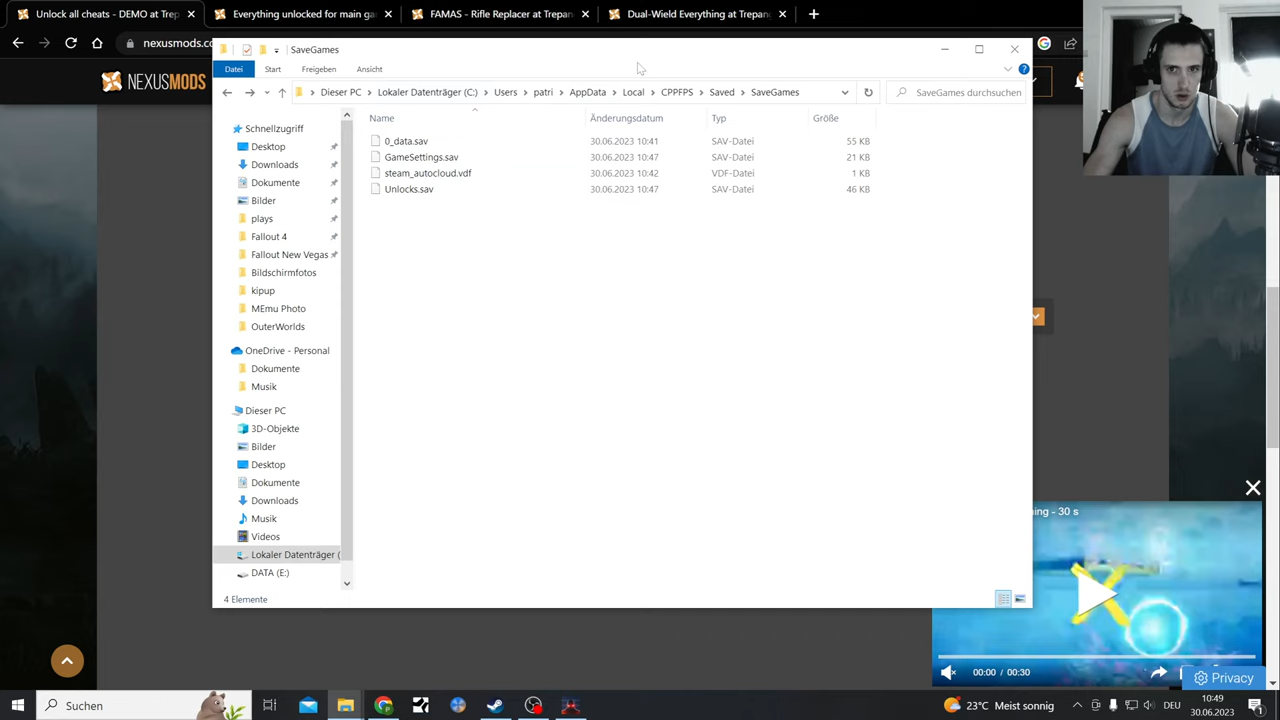 Unlock all cheats - DEMO at Trep
Everything unlocked for main ga
FAMAS - Rifle Replacer at Trepan
Dual-Wield Everything at Trepan
nexusmods.co
SaveGames
NEXUSMODS
Datei
Start
Freigeben
Ansicht
Dieser PC > Lokaler Datenträger (C:) > Users > patri > AppData > Local > CPPFPS > Saved > SaveGames
SaveGames durchsuchen
Name
Änderungsdatum
Typ
Größe
0_data.sav 30.06.2023 10:41 SAV-Datei 55 KB
GameSettings.sav 30.06.2023 10:47 SAV-Datei 21 KB
steam_autocloud.vdf 30.06.2023 10:42 VDF-Datei 1 KB
Unlocks.sav 30.06.2023 10:47 SAV-Datei 46 KB
Schnellzugriff
Desktop
Downloads
Dokumente
Bilder
plays
Fallout 4
Fallout New Vegas
Bildschirmfotos
kipup
MEmu Photo
OuterWorlds
OneDrive - Personal
Dokumente
Musik
Dieser PC
3D-Objekte
Bilder
Desktop
Dokumente
Downloads
Musik
Videos
Lokaler Datenträger (
DATA (E:)
4 Elemente
ning - 30 s
00:00 / 00:30
Privacy
Suchen
23°C Meist sonnig
DEU
10:49
30.06.2023